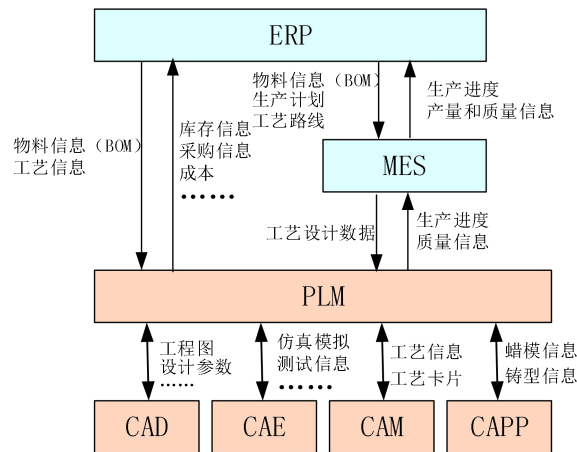 ERP
物料信息（BOM）
工艺信息
库存信息
采购信息
成本
……
物料信息（BOM）
生产计划
工艺路线
生产进度
产量和质量信息
MES
工艺设计数据
生产进度
质量信息
PLM
工程图
设计参数
……
仿真模拟
测试信息
……
工艺信息
工艺卡片
蜡模信息
铸型信息
CAD
CAE
CAM
CAPP